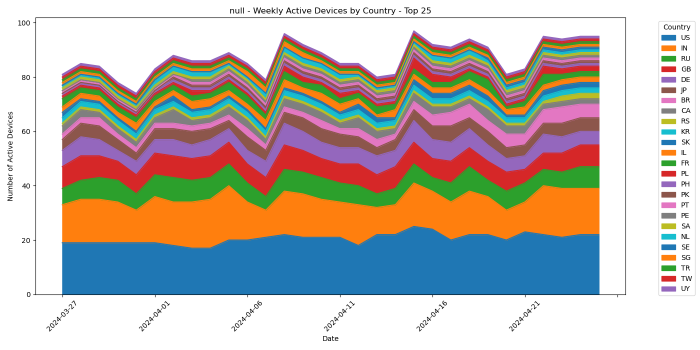 null - Weekly Active Devices by Country - Top 25
Number of Active Devices
100
80
60
40
20
0
2024-03-27
2024-04-01
2024-04-06
2024-04-11
2024-04-16
2024-04-21
Date
Country
US
IN
RU
GB
DE
JP
BR
CA
RS
KR
SK
IL
FR
PL
PH
PK
PT
PE
SA
NL
SE
SG
TR
TW
UY